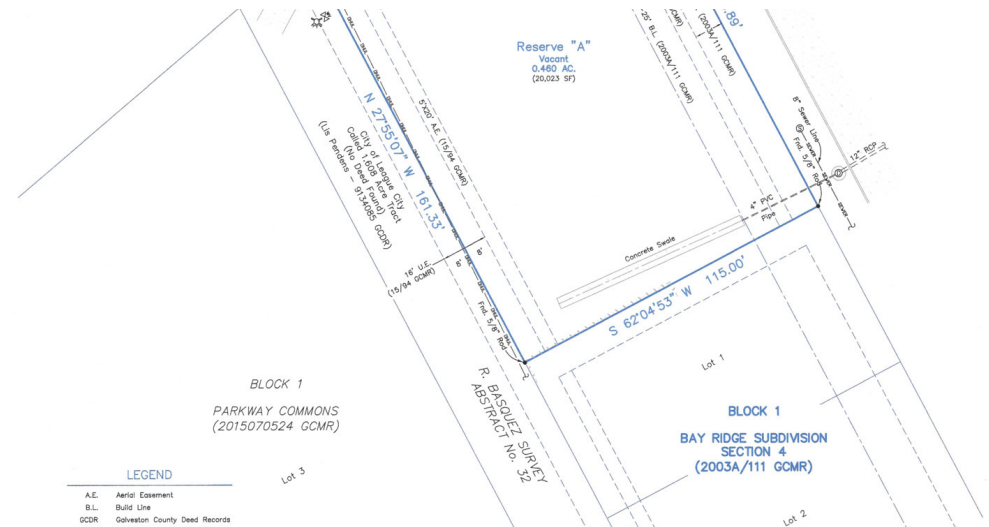 Reserve "A"
Vacant
0.460 AC.
(20,023 SF)
.89'
(2003A/111 GCMR)
25' B.L. (2003A/111 GCMR)
5'X20' A.E. (15/94 GCMR)
N 27°55'07" W 161.33'
City of League City
Called 1.608 Acre Tract
(No Deed Found)
(Lis Pendens - 9134085 GCDR)
8" Sewer Line
Fnd. 5/8" Rod
SEWER
12" RCP
SEWER
SEWER
4" PVC
Pipe
Concrete Swale
16' U.E.
(15/94 GCMR)
10'
10'
Fnd. 5/8" Rod
S 62°04'53" W 115.00'
R. BASQUEZ SURVEY
ABSTRACT No. 32
Lot 1
BLOCK 1
PARKWAY COMMONS
(2015070524 GCMR)
BLOCK 1
BAY RIDGE SUBDIVISION
SECTION 4
(2003A/111 GCMR)
Lot 3
Lot 2
LEGEND
A.E. Aerial Easement
B.L. Build Line
GCDR Galveston County Deed Records